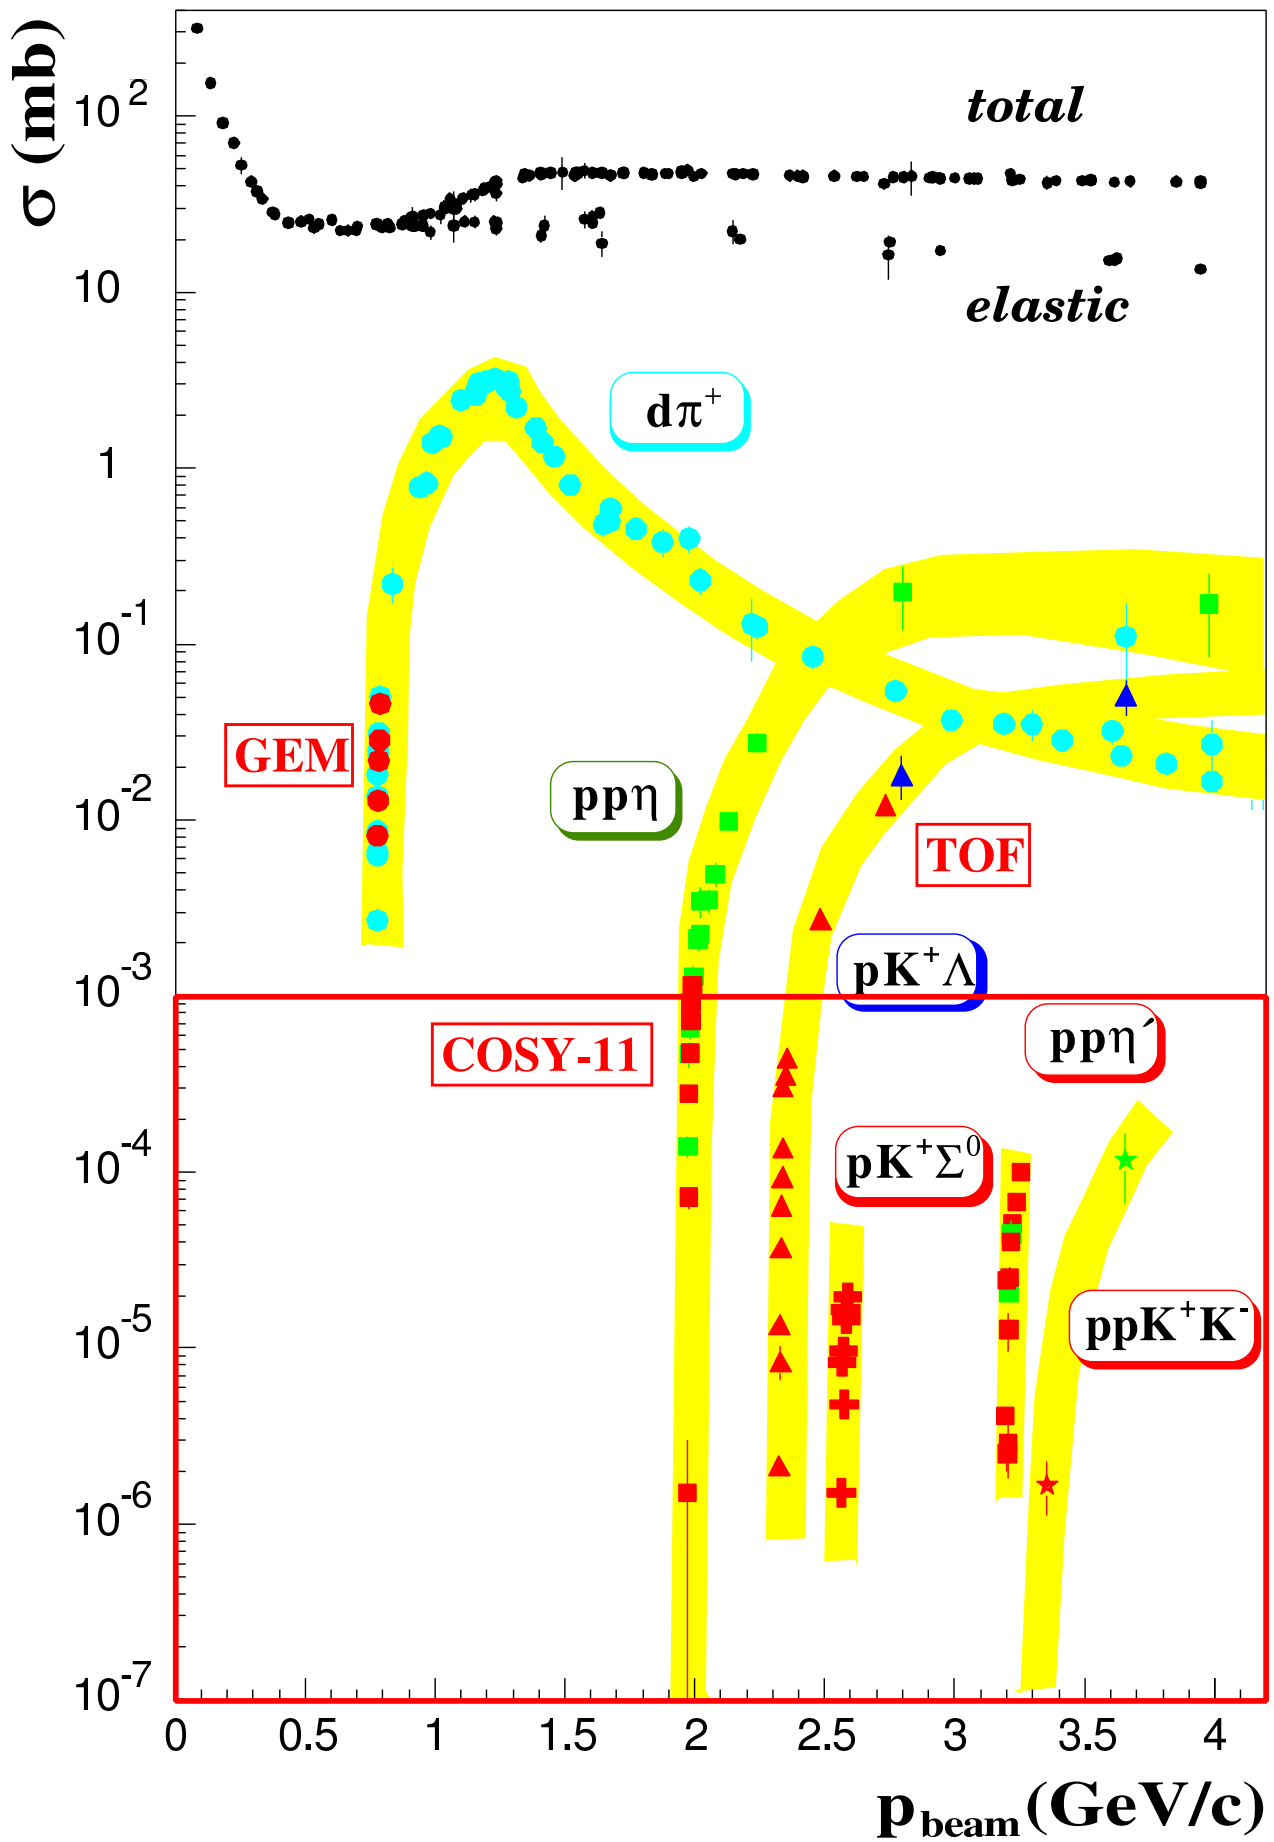 σ (mb)
10²
total
10
elastic
dπ⁺
1
10⁻¹
GEM
ppη
10⁻²
TOF
pK⁺Λ
10⁻³
COSY-11
ppη´
10⁻⁴
pK⁺Σ⁰
10⁻⁵
ppK⁺K⁻
10⁻⁶
10⁻⁷
0 0.5 1 1.5 2 2.5 3 3.5 4
p_beam (GeV/c)